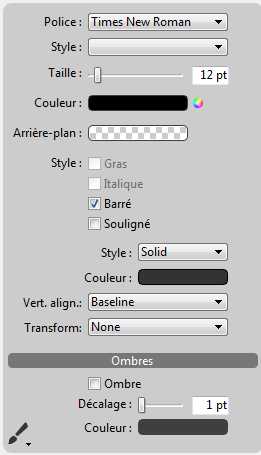 Police : Times New Roman
Style :
Taille : 12 pt
Couleur :
Arrière-plan :
Style : Gras
Italique
Barré
Souligné
Style : Solid
Couleur :
Vert. align.: Baseline
Transform: None
Ombres
Ombre
Décalage : 1 pt
Couleur :